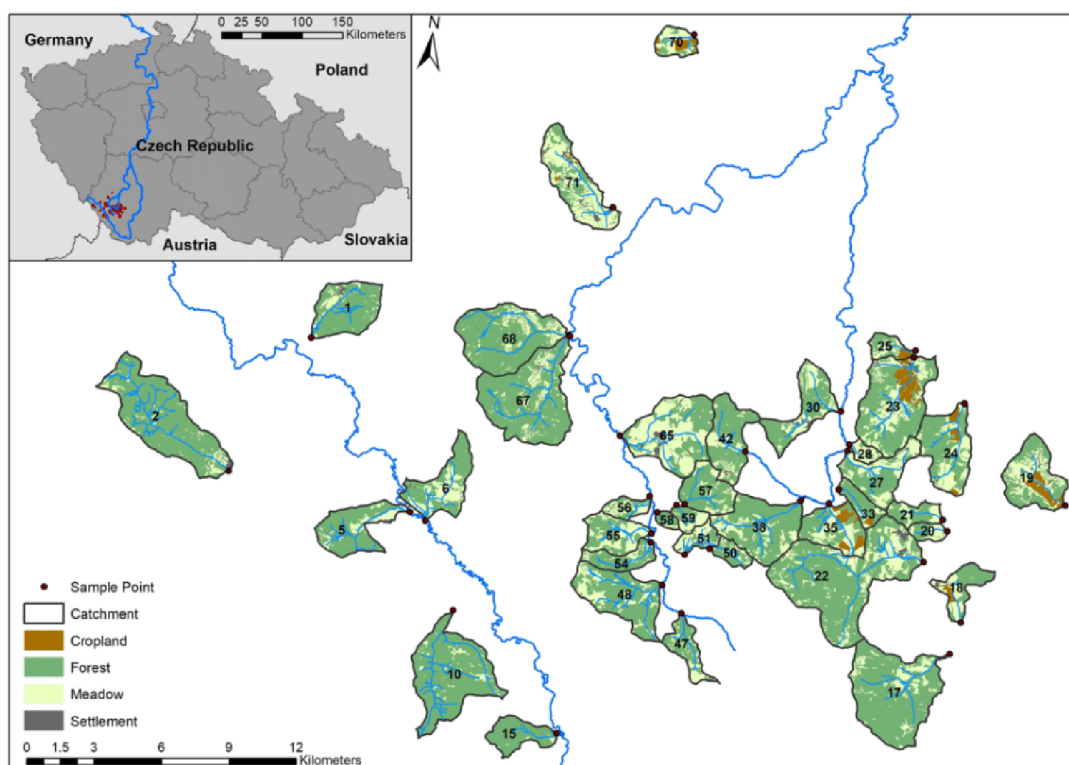 Germany
0 25 50 100 150
Kilometers
Poland
Czech Republic
Austria
Slovakia
N
70
71
1
68
67
2
6
5
10
15
65
42
30
25
23
28
24
27
19
56
57
58
59
38
35
33
21
20
55
51
50
54
48
22
18
47
17
Sample Point
Catchment
Cropland
Forest
Meadow
Settlement
0 1.5 3 6 9 12
Kilometers